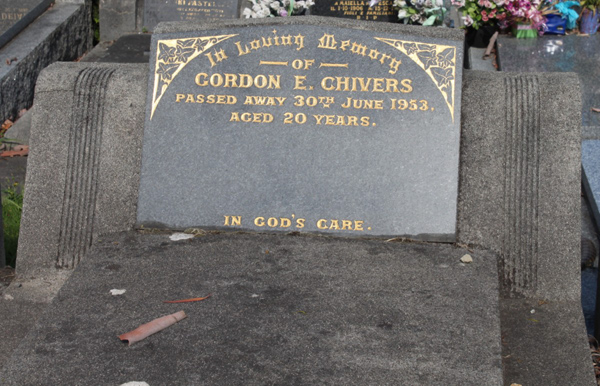 In Loving Memory
OF
GORDON E. CHIVERS
PASSED AWAY 30TH JUNE 1953.
AGED 20 YEARS.
IN GOD'S CARE.